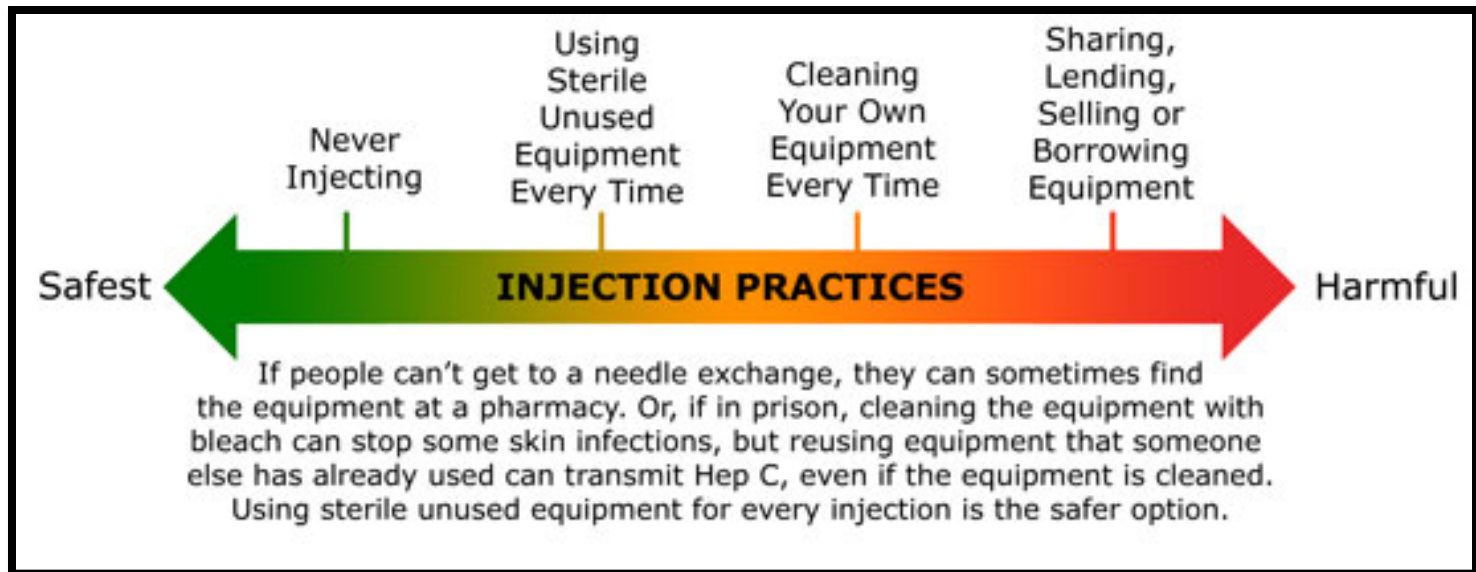 Never
Injecting
Using
Sterile
Unused
Equipment
Every Time
Cleaning
Your Own
Equipment
Every Time
Sharing,
Lending,
Selling or
Borrowing
Equipment
Safest
INJECTION PRACTICES
Harmful
If people can't get to a needle exchange, they can sometimes find
the equipment at a pharmacy. Or, if in prison, cleaning the equipment with
bleach can stop some skin infections, but reusing equipment that someone
else has already used can transmit Hep C, even if the equipment is cleaned.
Using sterile unused equipment for every injection is the safer option.